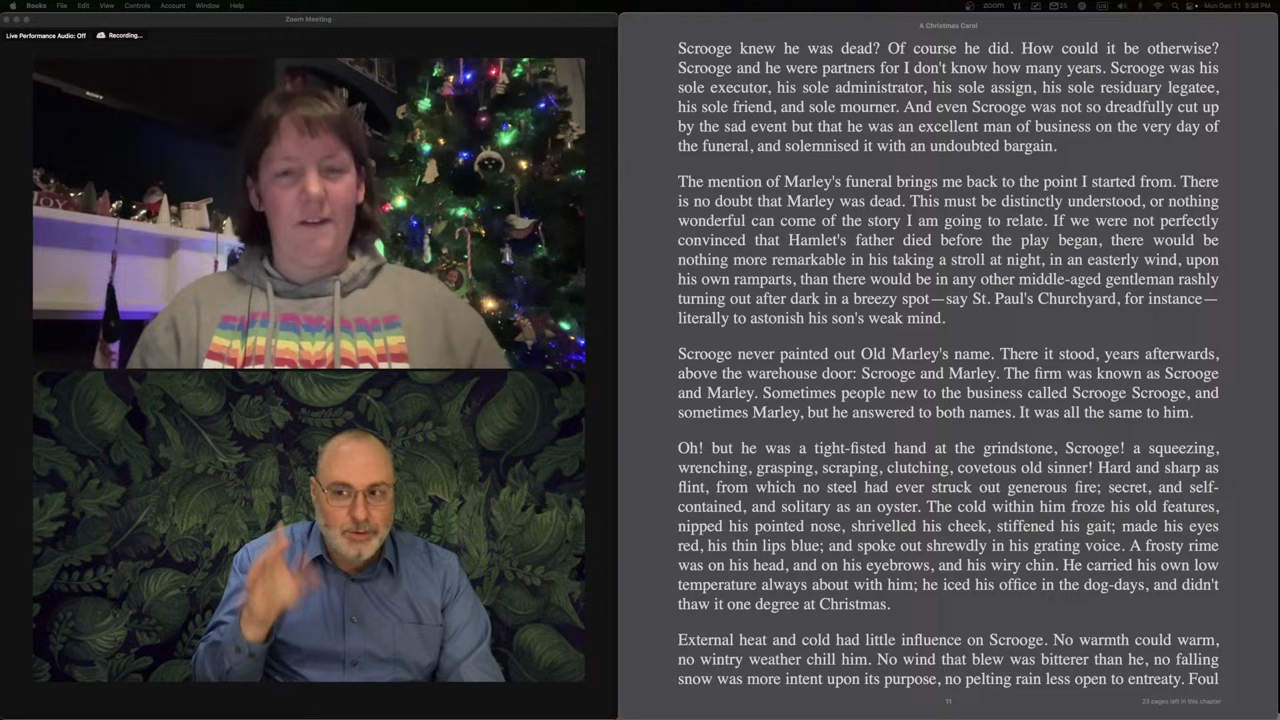 Books File Edit View Controls Account Window Help
zoom 25 US Mon Dec 11 5:38 PM
Zoom Meeting
Live Performance Audio: Off Recording...
JOY
EVERYONE
A Christmas Carol
Scrooge knew he was dead? Of course he did. How could it be otherwise?
Scrooge and he were partners for I don't know how many years. Scrooge was his
sole executor, his sole administrator, his sole assign, his sole residuary legatee,
his sole friend, and sole mourner. And even Scrooge was not so dreadfully cut up
by the sad event but that he was an excellent man of business on the very day of
the funeral, and solemnised it with an undoubted bargain.
The mention of Marley's funeral brings me back to the point I started from. There
is no doubt that Marley was dead. This must be distinctly understood, or nothing
wonderful can come of the story I am going to relate. If we were not perfectly
convinced that Hamlet's father died before the play began, there would be
nothing more remarkable in his taking a stroll at night, in an easterly wind, upon
his own ramparts, than there would be in any other middle-aged gentleman rashly
turning out after dark in a breezy spot—say St. Paul's Churchyard, for instance—
literally to astonish his son's weak mind.
Scrooge never painted out Old Marley's name. There it stood, years afterwards,
above the warehouse door: Scrooge and Marley. The firm was known as Scrooge
and Marley. Sometimes people new to the business called Scrooge Scrooge, and
sometimes Marley, but he answered to both names. It was all the same to him.
Oh! but he was a tight-fisted hand at the grindstone, Scrooge! a squeezing,
wrenching, grasping, scraping, clutching, covetous old sinner! Hard and sharp as
flint, from which no steel had ever struck out generous fire; secret, and self-
contained, and solitary as an oyster. The cold within him froze his old features,
nipped his pointed nose, shrivelled his cheek, stiffened his gait; made his eyes
red, his thin lips blue; and spoke out shrewdly in his grating voice. A frosty rime
was on his head, and on his eyebrows, and his wiry chin. He carried his own low
temperature always about with him; he iced his office in the dog-days, and didn't
thaw it one degree at Christmas.
External heat and cold had little influence on Scrooge. No warmth could warm,
no wintry weather chill him. No wind that blew was bitterer than he, no falling
snow was more intent upon its purpose, no pelting rain less open to entreaty. Foul
11 23 pages left in this chapter